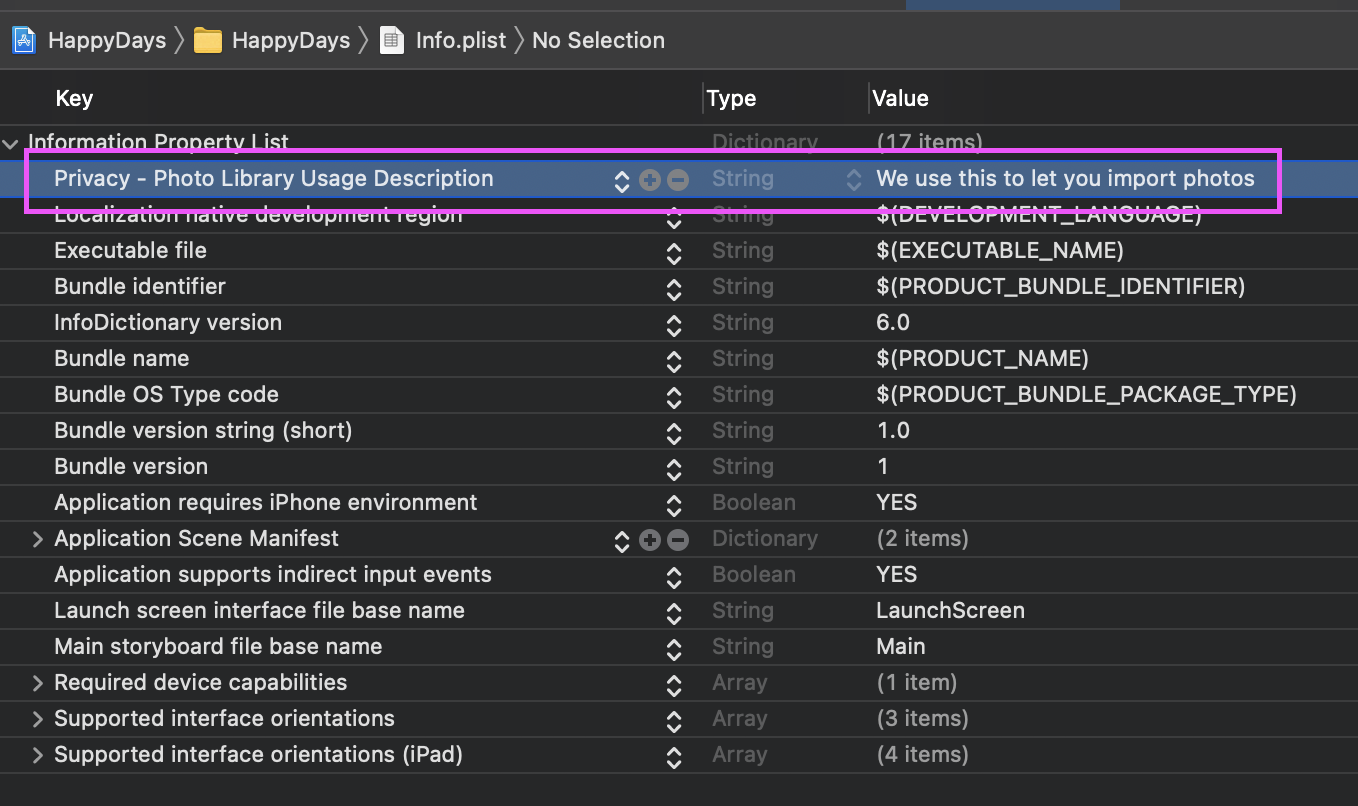 HappyDays HappyDays Info.plist No Selection
Key Type Value
Information Property List Dictionary (17 items)
Privacy - Photo Library Usage Description String We use this to let you import photos
Localization native development region String $(DEVELOPMENT_LANGUAGE)
Executable file String $(EXECUTABLE_NAME)
Bundle identifier String $(PRODUCT_BUNDLE_IDENTIFIER)
InfoDictionary version String 6.0
Bundle name String $(PRODUCT_NAME)
Bundle OS Type code String $(PRODUCT_BUNDLE_PACKAGE_TYPE)
Bundle version string (short) String 1.0
Bundle version String 1
Application requires iPhone environment Boolean YES
Application Scene Manifest Dictionary (2 items)
Application supports indirect input events Boolean YES
Launch screen interface file base name String LaunchScreen
Main storyboard file base name String Main
Required device capabilities Array (1 item)
Supported interface orientations Array (3 items)
Supported interface orientations (iPad) Array (4 items)